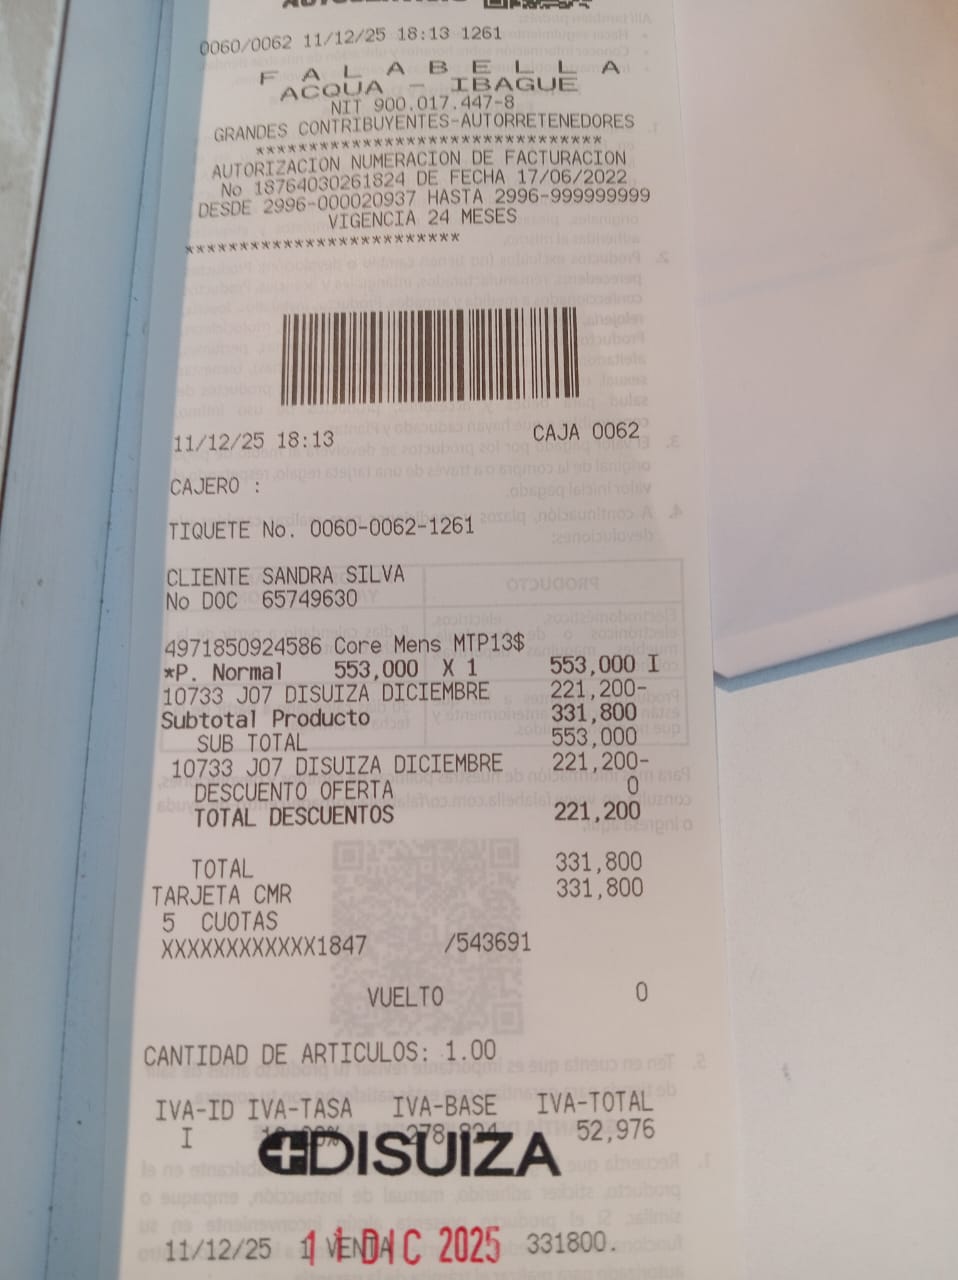 0060/0062 11/12/25 18:13 1261
F A L A B E L L A
ACQUA - IBAGUE
NIT 900.017.447-8
GRANDES CONTRIBUYENTES-AUTORRETENEDORES
********************************
AUTORIZACION NUMERACION DE FACTURACION
No 18764030261824 DE FECHA 17/06/2022
DESDE 2996-000020937 HASTA 2996-999999999
VIGENCIA 24 MESES
*************************
11/12/25 18:13 CAJA 0062
CAJERO :
TIQUETE No. 0060-0062-1261
CLIENTE SANDRA SILVA
No DOC 65749630
4971850924586 Core Mens MTP13$
*P. Normal 553,000 X 1 553,000 I
10733 J07 DISUIZA DICIEMBRE 221,200-
Subtotal Producto 331,800
SUB TOTAL 553,000
10733 J07 DISUIZA DICIEMBRE 221,200-
DESCUENTO OFERTA 0
TOTAL DESCUENTOS 221,200
TOTAL 331,800
TARJETA CMR 331,800
5 CUOTAS
XXXXXXXXXXXX1847 /543691
VUELTO 0
CANTIDAD DE ARTICULOS: 1.00
IVA-ID IVA-TASA IVA-BASE IVA-TOTAL
I 52,976
DISUIZA
11/12/25 1 VENTA 331800.
11 DIC 2025